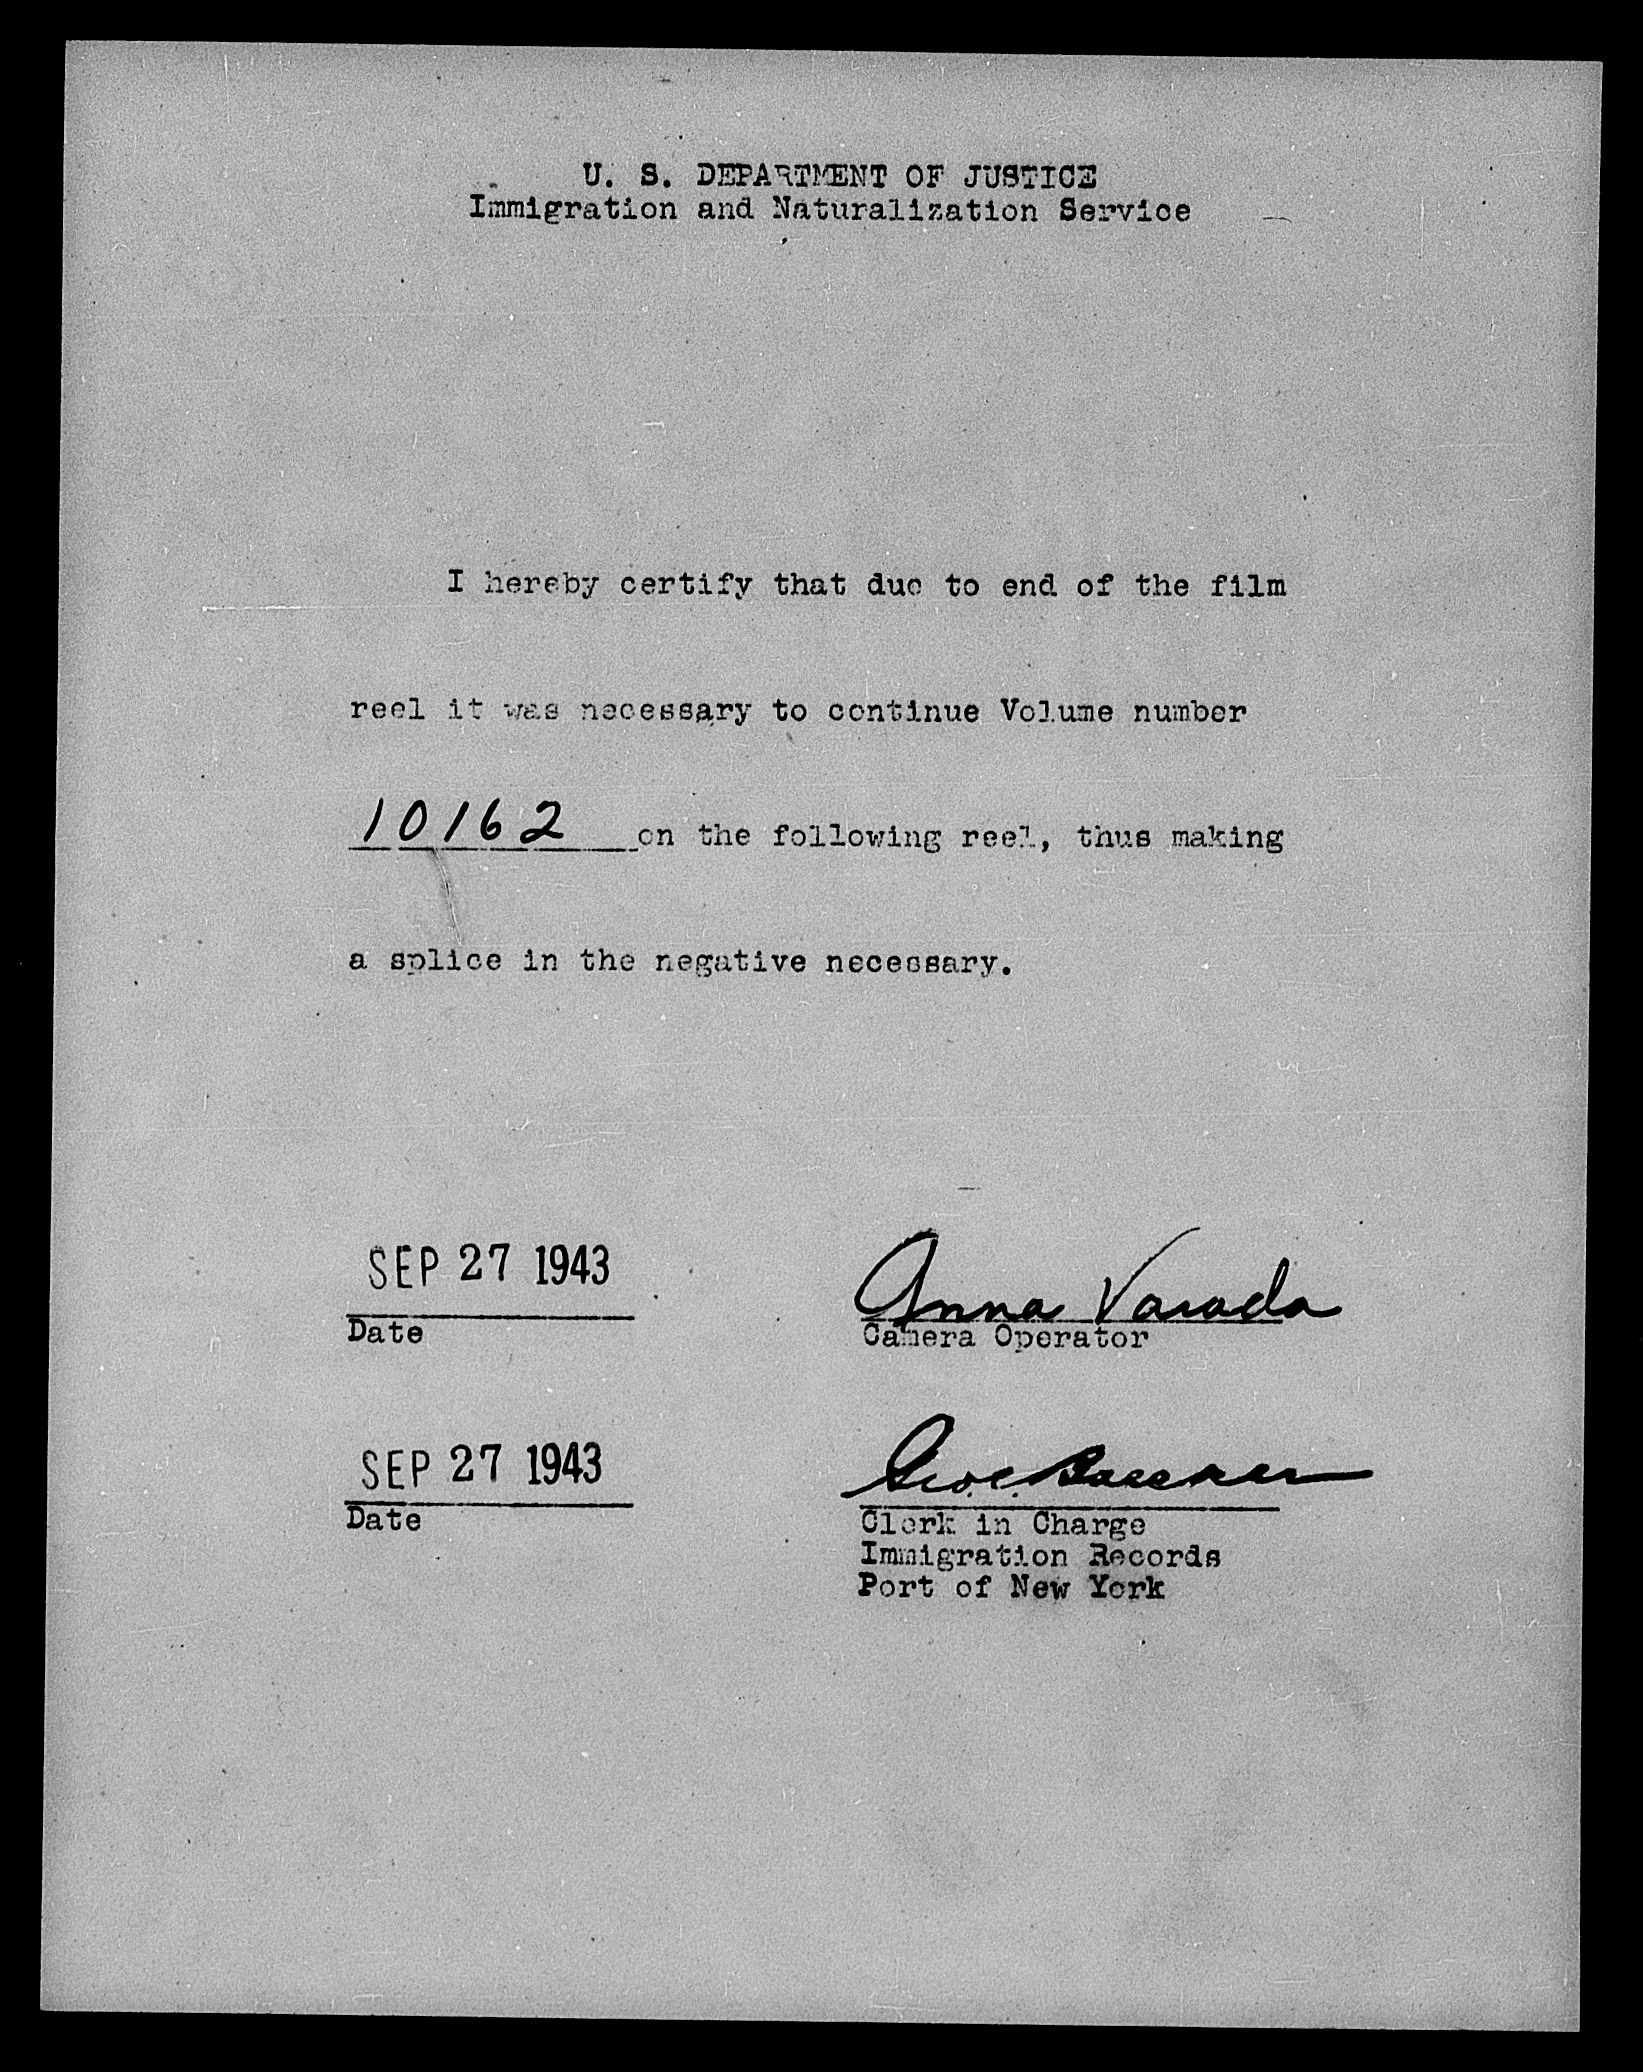 U. S. DEPARTMENT OF JUSTICE
Immigration and Naturalization Service
I hereby certify that due to end of the film
reel it was necessary to continue Volume number
10162 on the following reel, thus making
a splice in the negative necessary.
SEP 27 1943
Date
Anna Varada
Camera Operator
SEP 27 1943
Date
Geo. C.
Clerk in Charge
Immigration Records
Port of New York